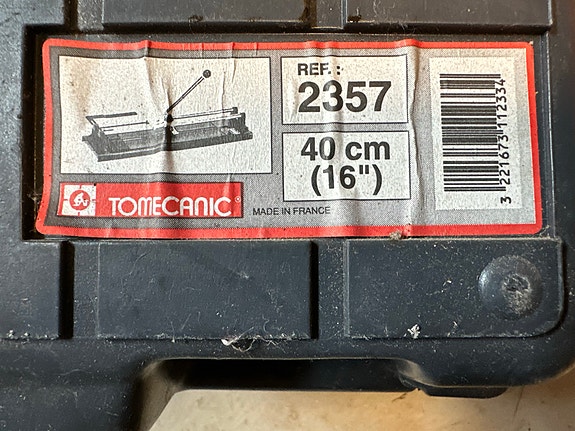 REF. :
2357
40 cm
(16")
TOMECANIC
MADE IN FRANCE
3 221673 112334